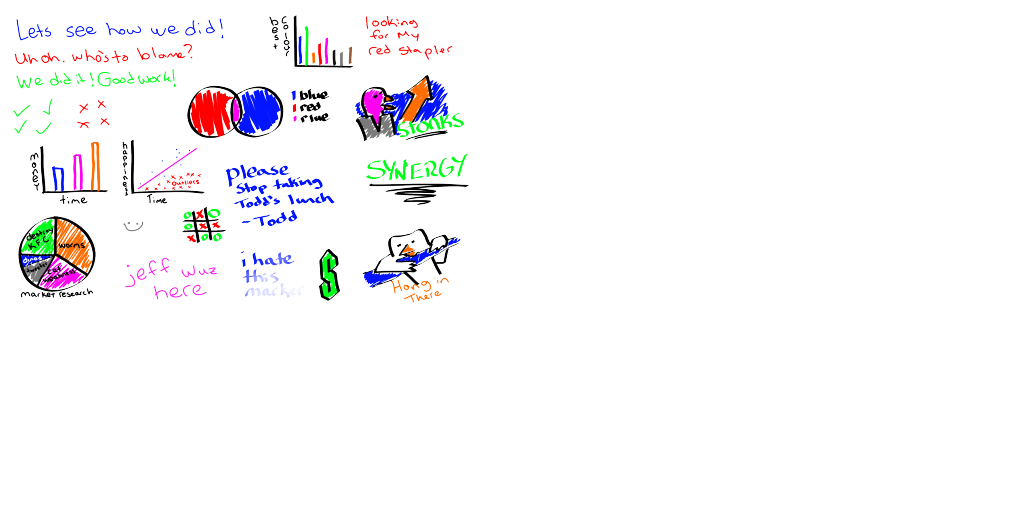 Lets see how we did!
Uh oh. who's to blame?
We did it! Good work!
best
colour
looking
for My
red stapler
blue
red
rlue
STONKS
money
time
happiness
Outliers
Time
please
Stop taking
Todd's lunch
- Todd
SYNERGY
destroy
K.F.C.
worms
market research
jeff wuz
here
i hate
this
marker
$
Hang in
There